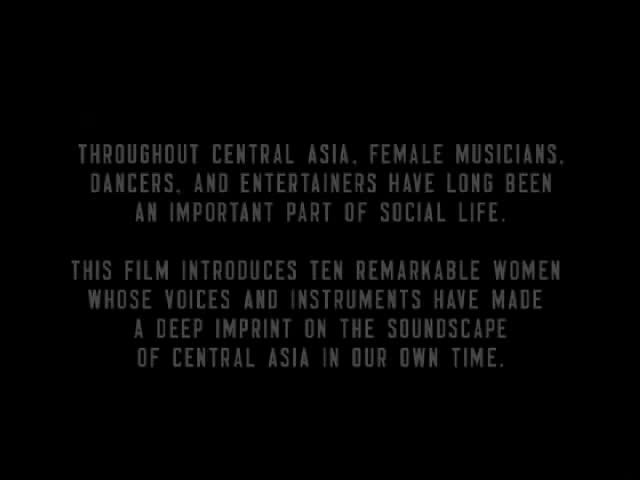 THROUGHOUT CENTRAL ASIA, FEMALE MUSICIANS,
DANCERS, AND ENTERTAINERS HAVE LONG BEEN
AN IMPORTANT PART OF SOCIAL LIFE.
THIS FILM INTRODUCES TEN REMARKABLE WOMEN
WHOSE VOICES AND INSTRUMENTS HAVE MADE
A DEEP IMPRINT ON THE SOUNDSCAPE
OF CENTRAL ASIA IN OUR OWN TIME.